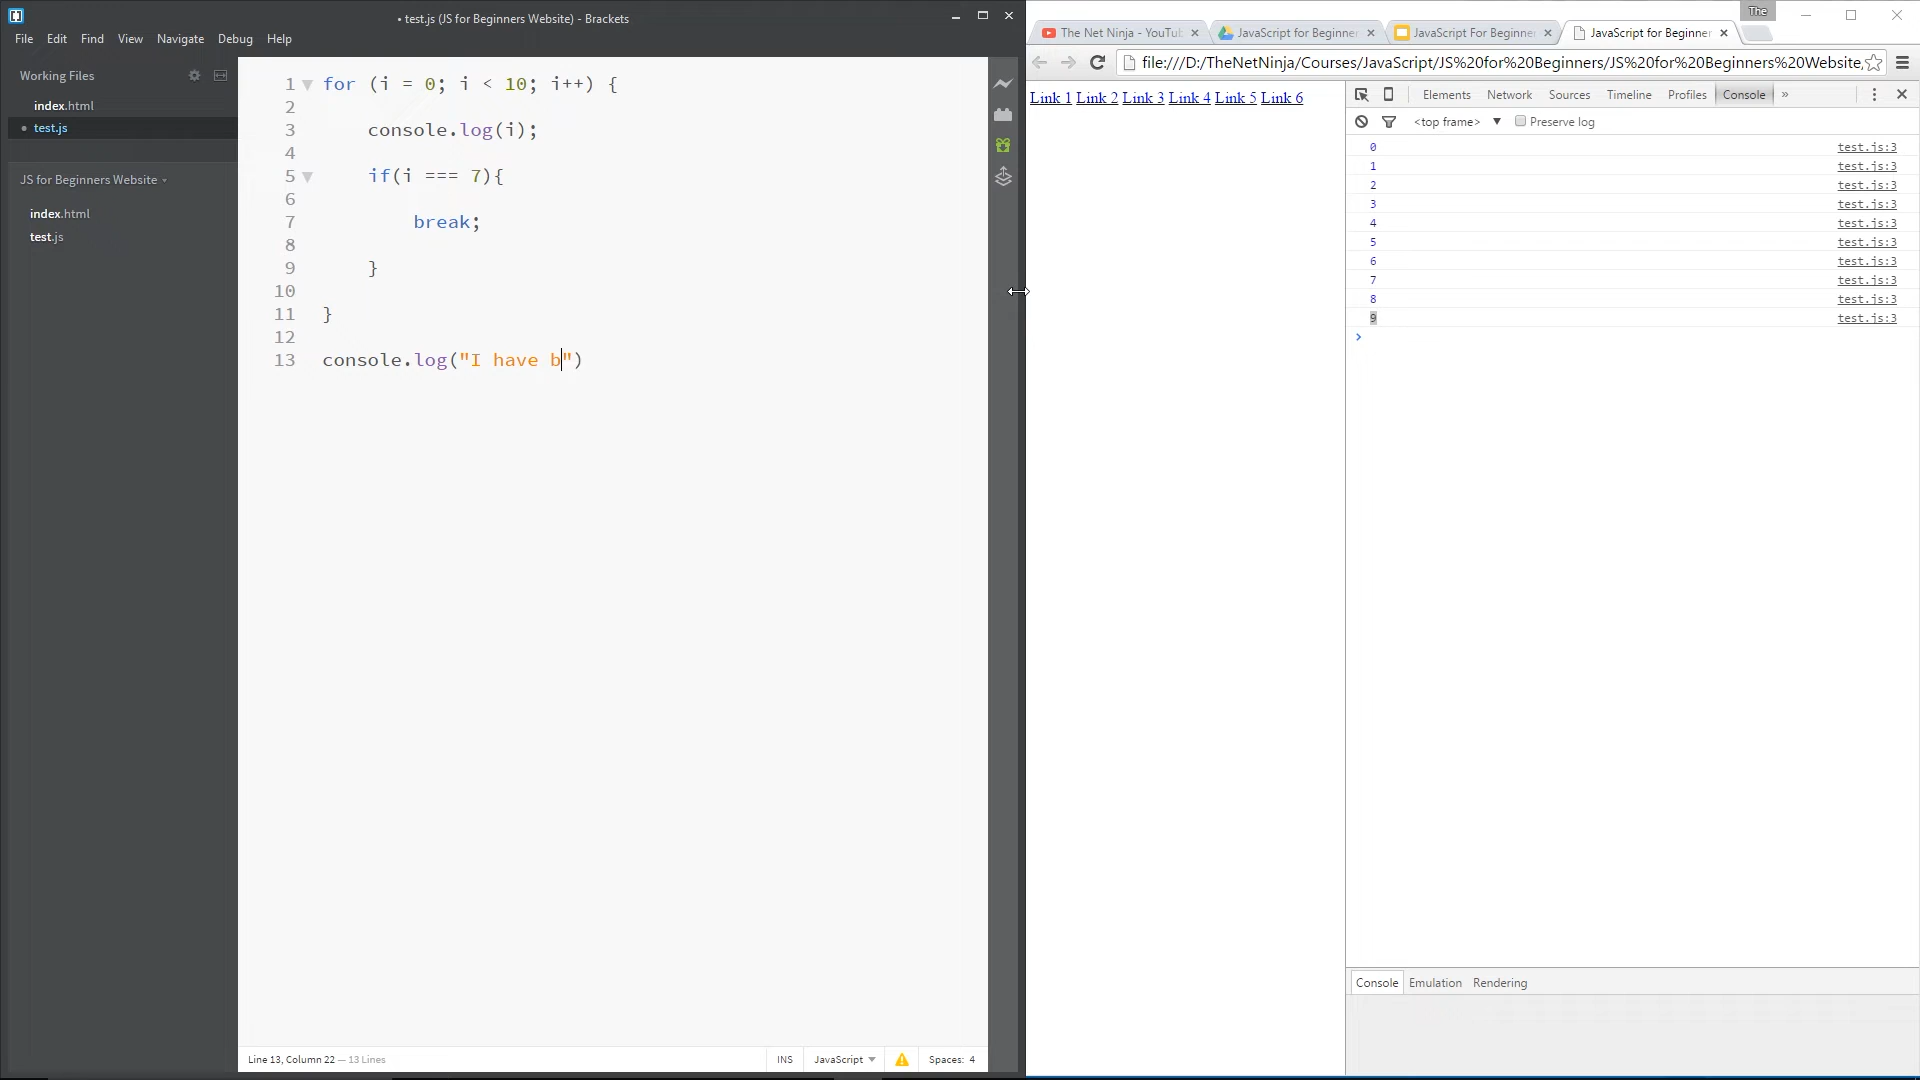 • test.js (JS for Beginners Website) - Brackets
File Edit Find View Navigate Debug Help
Working Files
index.html
• test.js
JS for Beginners Website
index.html
test.js
1 for (i = 0; i < 10; i++) {
2
3 console.log(i);
4
5 if(i === 7){
6
7 break;
8
9 }
10
11 }
12
13 console.log("I have b")
Line 13, Column 22 — 13 Lines
INS JavaScript Spaces: 4
The
The Net Ninja - YouTu
JavaScript for Beginner
JavaScript For Beginner
JavaScript for Beginner
file:///D:/TheNetNinja/Courses/JavaScript/JS%20for%20Beginners/JS%20for%20Beginners%20Website,
Link 1 Link 2 Link 3 Link 4 Link 5 Link 6
Elements Network Sources Timeline Profiles Console »
<top frame> Preserve log
0 test.js:3
1 test.js:3
2 test.js:3
3 test.js:3
4 test.js:3
5 test.js:3
6 test.js:3
7 test.js:3
8 test.js:3
9 test.js:3
Console Emulation Rendering